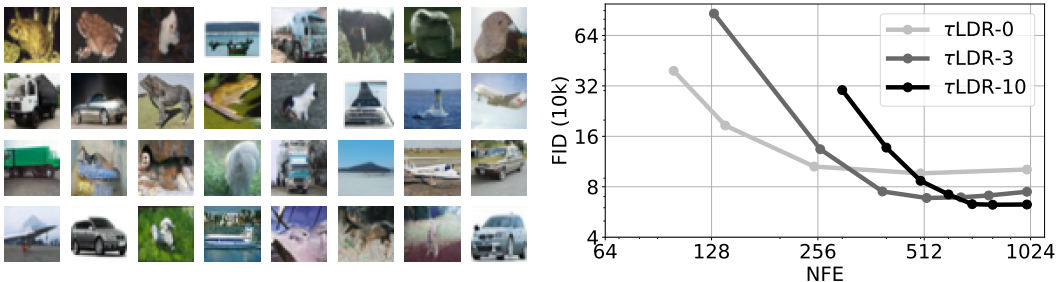 FID (10k)
64
32
16
8
4
64
128
256
512
1024
NFE
τLDR-0
τLDR-3
τLDR-10